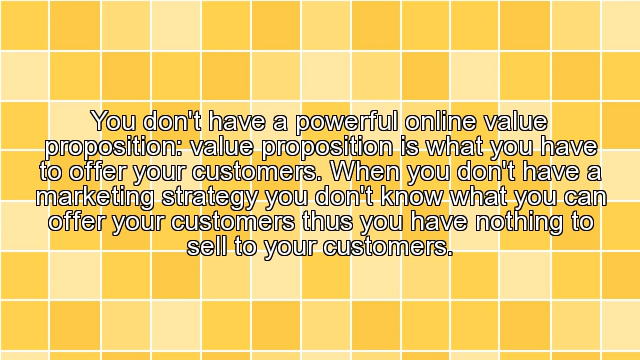 You don't have a powerful online value
proposition: value proposition is what you have
to offer your customers. When you don't have a
marketing strategy you don't know what you can
offer your customers thus you have nothing to
sell to your customers.